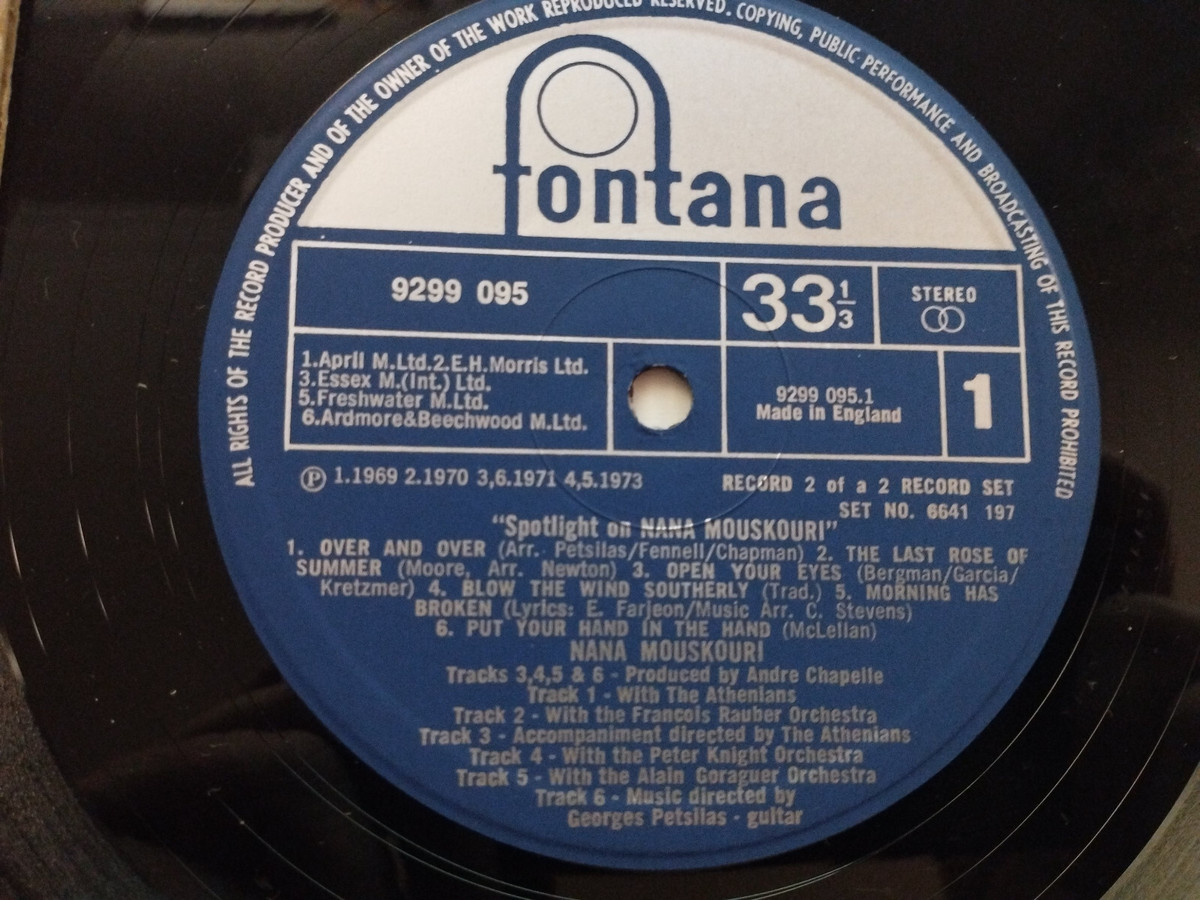 ALL RIGHTS OF THE RECORD PRODUCER AND OF THE OWNER OF THE WORK REPRODUCED RESERVED. COPYING, PUBLIC PERFORMANCE AND BROADCASTING OF THIS RECORD PROHIBITED
fontana
9299 095
33 1/3
STEREO
1.April M.Ltd.2.E.H.Morris Ltd.
3.Essex M.(Int.) Ltd.
5.Freshwater M.Ltd.
6.Ardmore&Beechwood M.Ltd.
9299 095.1
Made in England
1
Ⓟ 1.1969 2.1970 3,6.1971 4,5.1973
RECORD 2 of a 2 RECORD SET
SET NO. 6641 197
"Spotlight on NANA MOUSKOURI"
1. OVER AND OVER (Arr. Petsilas/Fennell/Chapman) 2. THE LAST ROSE OF
SUMMER (Moore, Arr. Newton) 3. OPEN YOUR EYES (Bergman/Garcia/
Kretzmer) 4. BLOW THE WIND SOUTHERLY (Trad.) 5. MORNING HAS
BROKEN (Lyrics: E. Farjeon/Music Arr. C. Stevens)
6. PUT YOUR HAND IN THE HAND (McLellan)
NANA MOUSKOURI
Tracks 3,4,5 & 6 - Produced by Andre Chapelle
Track 1 - With The Athenians
Track 2 - With the Francois Rauber Orchestra
Track 3 - Accompaniment directed by The Athenians
Track 4 - With the Peter Knight Orchestra
Track 5 - With the Alain Goraguer Orchestra
Track 6 - Music directed by
Georges Petsilas - guitar